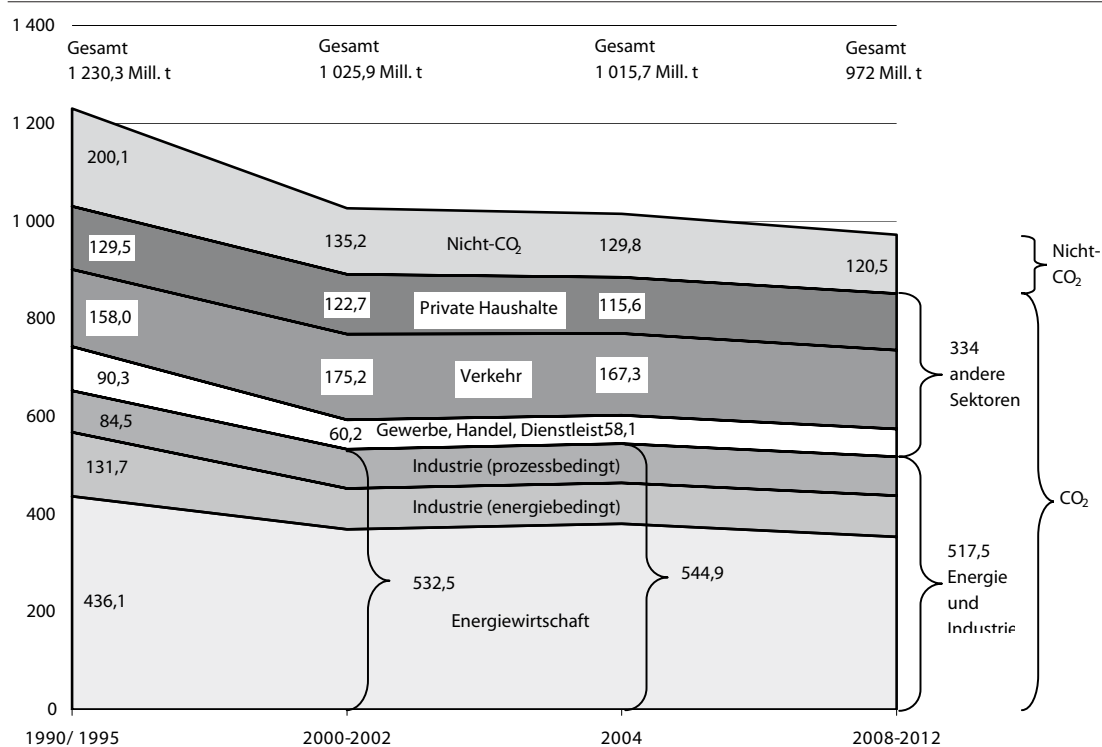 1 400
Gesamt
1 230,3 Mill. t
Gesamt
1 025,9 Mill. t
Gesamt
1 015,7 Mill. t
Gesamt
972 Mill. t
1 200
200,1
1 000
135,2
Nicht-CO2
129,8
120,5
Nicht-
CO2
129,5
122,7
Private Haushalte
115,6
800
158,0
175,2
Verkehr
167,3
334
andere
Sektoren
90,3
600
84,5
60,2
Gewerbe, Handel, Dienstleist.
58,1
131,7
Industrie (prozessbedingt)
Industrie (energiebedingt)
CO2
400
436,1
532,5
544,9
517,5
Energie
und
Industrie
200
Energiewirtschaft
0
1990/ 1995
2000-2002
2004
2008-2012